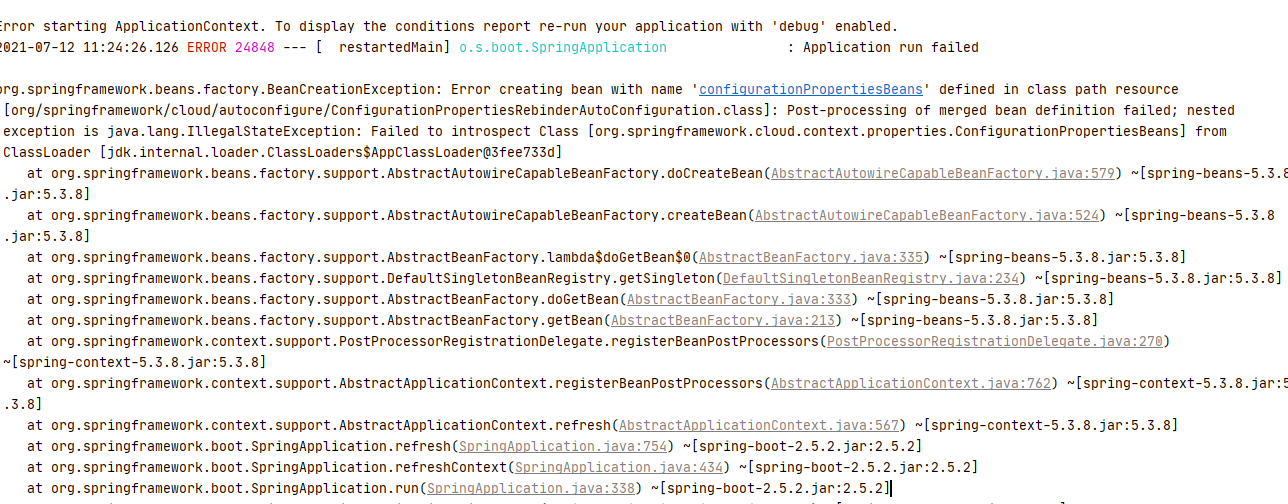 Error starting ApplicationContext. To display the conditions report re-run your application with 'debug' enabled.
2021-07-12 11:24:26.126 ERROR 24848 --- [  restartedMain] o.s.boot.SpringApplication               : Application run failed
org.springframework.beans.factory.BeanCreationException: Error creating bean with name 'configurationPropertiesBeans' defined in class path resource
[org/springframework/cloud/autoconfigure/ConfigurationPropertiesRebinderAutoConfiguration.class]: Post-processing of merged bean definition failed; nested
exception is java.lang.IllegalStateException: Failed to introspect Class [org.springframework.cloud.context.properties.ConfigurationPropertiesBeans] from
ClassLoader [jdk.internal.loader.ClassLoaders$AppClassLoader@3fee733d]
at org.springframework.beans.factory.support.AbstractAutowireCapableBeanFactory.doCreateBean(AbstractAutowireCapableBeanFactory.java:579) ~[spring-beans-5.3.8
.jar:5.3.8]
at org.springframework.beans.factory.support.AbstractAutowireCapableBeanFactory.createBean(AbstractAutowireCapableBeanFactory.java:524) ~[spring-beans-5.3.8
.jar:5.3.8]
at org.springframework.beans.factory.support.AbstractBeanFactory.lambda$doGetBean$0(AbstractBeanFactory.java:335) ~[spring-beans-5.3.8.jar:5.3.8]
at org.springframework.beans.factory.support.DefaultSingletonBeanRegistry.getSingleton(DefaultSingletonBeanRegistry.java:234) ~[spring-beans-5.3.8.jar:5.3.8]
at org.springframework.beans.factory.support.AbstractBeanFactory.doGetBean(AbstractBeanFactory.java:333) ~[spring-beans-5.3.8.jar:5.3.8]
at org.springframework.beans.factory.support.AbstractBeanFactory.getBean(AbstractBeanFactory.java:213) ~[spring-beans-5.3.8.jar:5.3.8]
at org.springframework.context.support.PostProcessorRegistrationDelegate.registerBeanPostProcessors(PostProcessorRegistrationDelegate.java:270)
~[spring-context-5.3.8.jar:5.3.8]
at org.springframework.context.support.AbstractApplicationContext.registerBeanPostProcessors(AbstractApplicationContext.java:762) ~[spring-context-5.3.8.jar:5
.3.8]
at org.springframework.context.support.AbstractApplicationContext.refresh(AbstractApplicationContext.java:567) ~[spring-context-5.3.8.jar:5.3.8]
at org.springframework.boot.SpringApplication.refresh(SpringApplication.java:754) ~[spring-boot-2.5.2.jar:2.5.2]
at org.springframework.boot.SpringApplication.refreshContext(SpringApplication.java:434) ~[spring-boot-2.5.2.jar:2.5.2]
at org.springframework.boot.SpringApplication.run(SpringApplication.java:338) ~[spring-boot-2.5.2.jar:2.5.2]